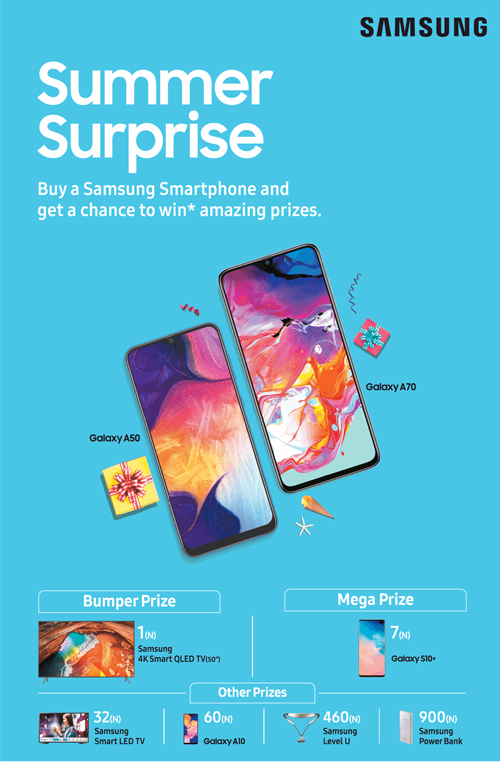 SAMSUNG
Summer
Surprise
Buy a Samsung Smartphone and
get a chance to win* amazing prizes.
Galaxy A70
Galaxy A50
Bumper Prize
1(N)
Samsung
4K Smart QLED TV(50")
Mega Prize
7(N)
Galaxy S10+
Other Prizes
32(N)
Samsung
Smart LED TV
60(N)
Galaxy A10
460(N)
Samsung
Level U
900(N)
Samsung
Power Bank